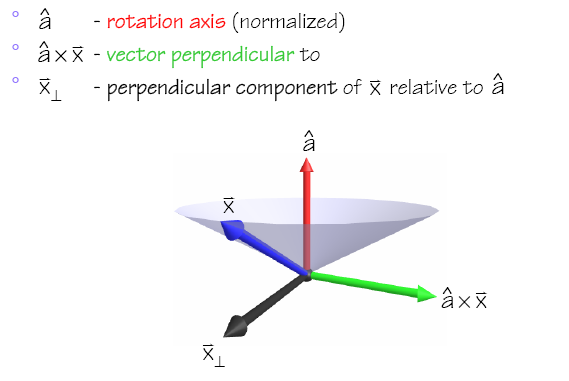 ° â - rotation axis (normalized)
° â × x⃗ - vector perpendicular to
° x⃗⊥ - perpendicular component of x⃗ relative to â
â
x⃗
â × x⃗
x⃗⊥